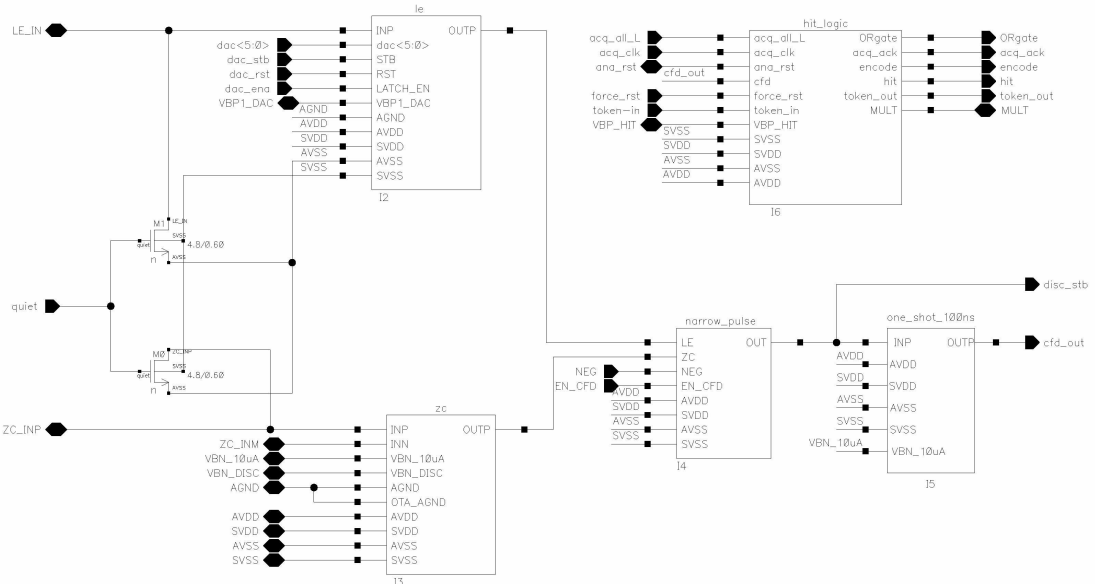 le
LE_IN
INP OUTP
dac<5:0> dac<5:0>
dac_stb STB
dac_rst RST
dac_ena LATCH_EN
VBP1_DAC VBP1_DAC
AGND AGND
AVDD AVDD
SVDD SVDD
AVSS AVSS
SVSS SVSS
I2
hit_logic
acq_all_L acq_all_L ORgate ORgate
acq_clk acq_clk acq_ack acq_ack
ana_rst ana_rst encode encode
cfd_out cfd hit hit
force_rst force_rst token_out token_out
token-in token_in MULT MULT
VBP_HIT VBP_HIT
SVSS SVSS
SVDD SVDD
AVSS AVSS
AVDD AVDD
I6
M1 LE_IN
SVSS
quiet 4.8/0.60
n AVSS
quiet
M0 ZC_INP
SVSS
quiet 4.8/0.60
n AVSS
disc_stb
narrow_pulse
LE OUT
ZC
NEG NEG
EN_CFD EN_CFD
AVDD AVDD
SVDD SVDD
AVSS AVSS
SVSS SVSS
I4
one_shot_100ns
INP OUTP cfd_out
AVDD AVDD
SVDD SVDD
AVSS AVSS
SVSS SVSS
VBN_10uA VBN_10uA
I5
zc
ZC_INP INP OUTP
ZC_INM INN
VBN_10uA VBN_10uA
VBN_DISC VBN_DISC
AGND AGND
OTA_AGND
AVDD AVDD
SVDD SVDD
AVSS AVSS
SVSS SVSS
I3